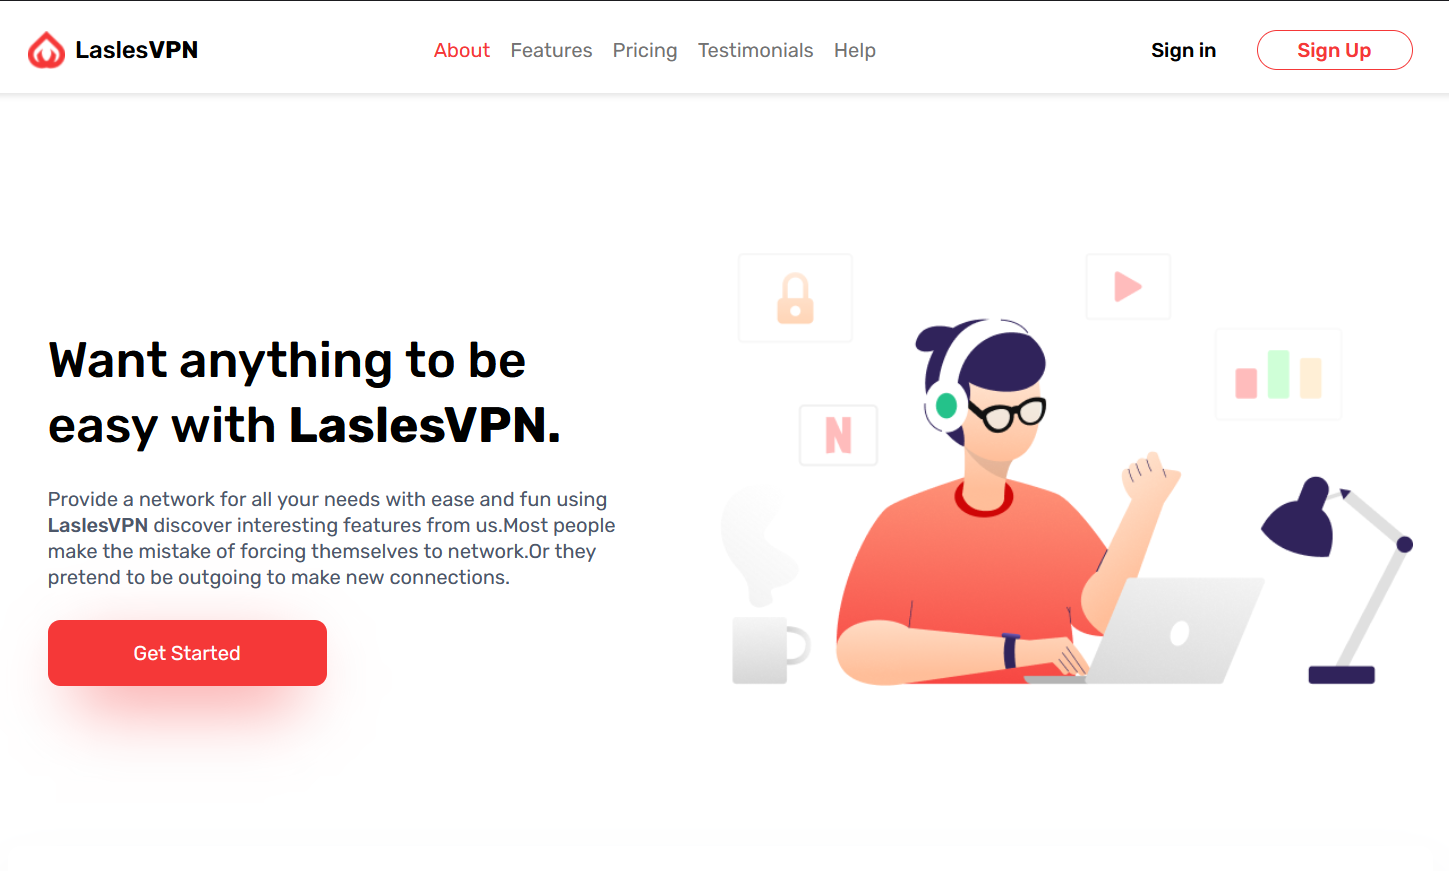 LaslesVPN
About Features Pricing Testimonials Help
Sign in
Sign Up
Want anything to be
easy with LaslesVPN.
Provide a network for all your needs with ease and fun using
LaslesVPN discover interesting features from us.Most people
make the mistake of forcing themselves to network.Or they
pretend to be outgoing to make new connections.
Get Started
N